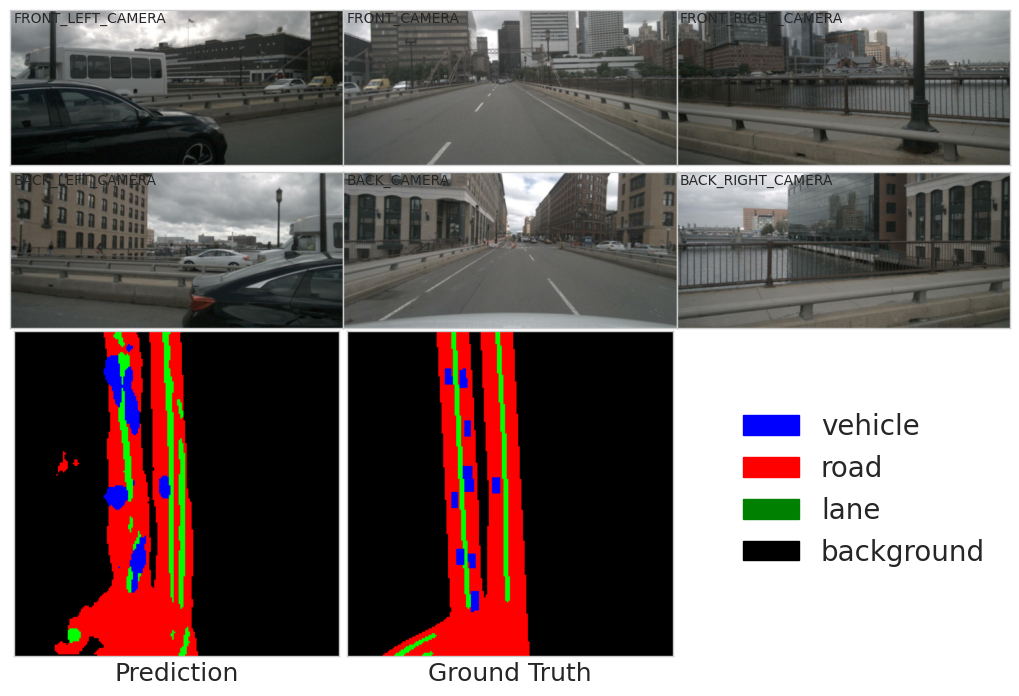 FRONT_LEFT_CAMERA
FRONT_CAMERA
FRONT_RIGHT_CAMERA
BACK_LEFT_CAMERA
BACK_CAMERA
BACK_RIGHT_CAMERA
vehicle
road
lane
background
Prediction
Ground Truth